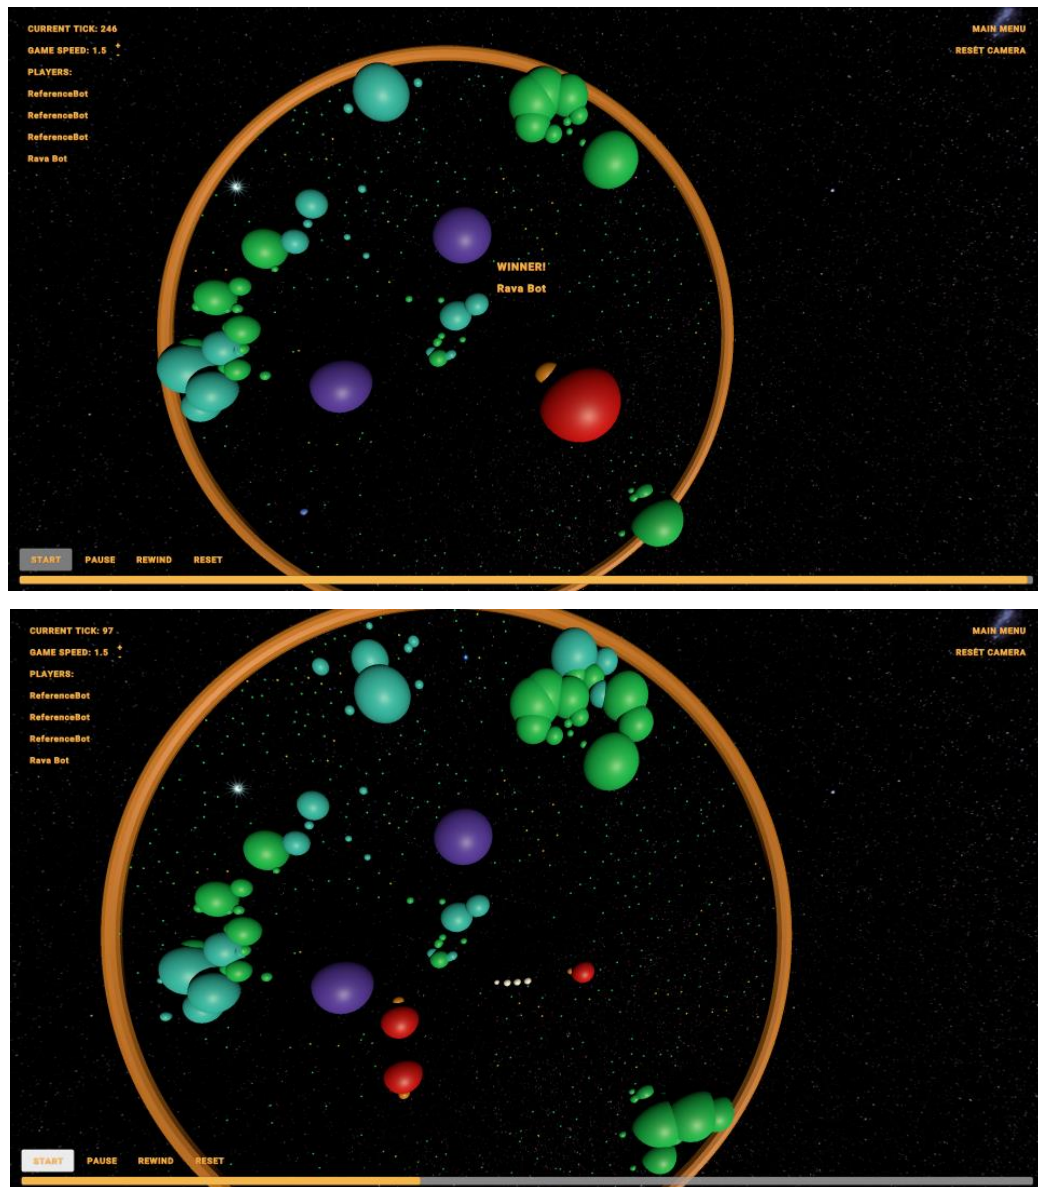 CURRENT TICK: 246
MAIN MENU
GAME SPEED: 1.5 + -
RESET CAMERA
PLAYERS:
ReferenceBot
ReferenceBot
ReferenceBot
Rava Bot
WINNER!
Rava Bot
START PAUSE REWIND RESET
CURRENT TICK: 97
MAIN MENU
GAME SPEED: 1.5 + -
RESET CAMERA
PLAYERS:
ReferenceBot
ReferenceBot
ReferenceBot
Rava Bot
START PAUSE REWIND RESET